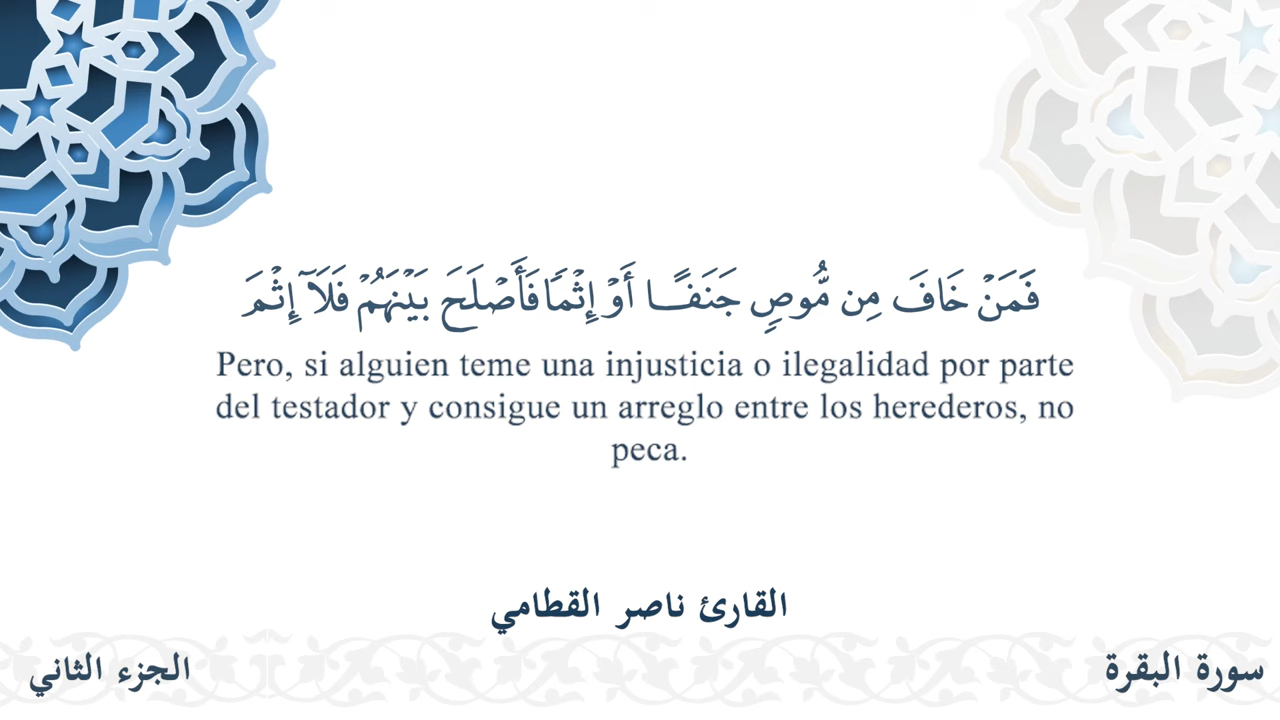 فَمَنۡ خَافَ مِن مُّوصٖ جَنَفًا أَوۡ إِثۡمٗا فَأَصۡلَحَ بَيۡنَهُمۡ فَلَآ إِثۡمَ
Pero, si alguien teme una injusticia o ilegalidad por parte
del testador y consigue un arreglo entre los herederos, no
peca.
القارئ ناصر القطامي
سورة البقرة
الجزء الثاني